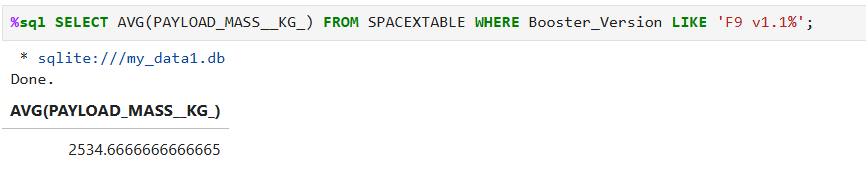 %sql SELECT AVG(PAYLOAD_MASS__KG_) FROM SPACEXTABLE WHERE Booster_Version LIKE 'F9 v1.1%';
* sqlite:///my_data1.db
Done.
AVG(PAYLOAD_MASS__KG_)
2534.6666666666665